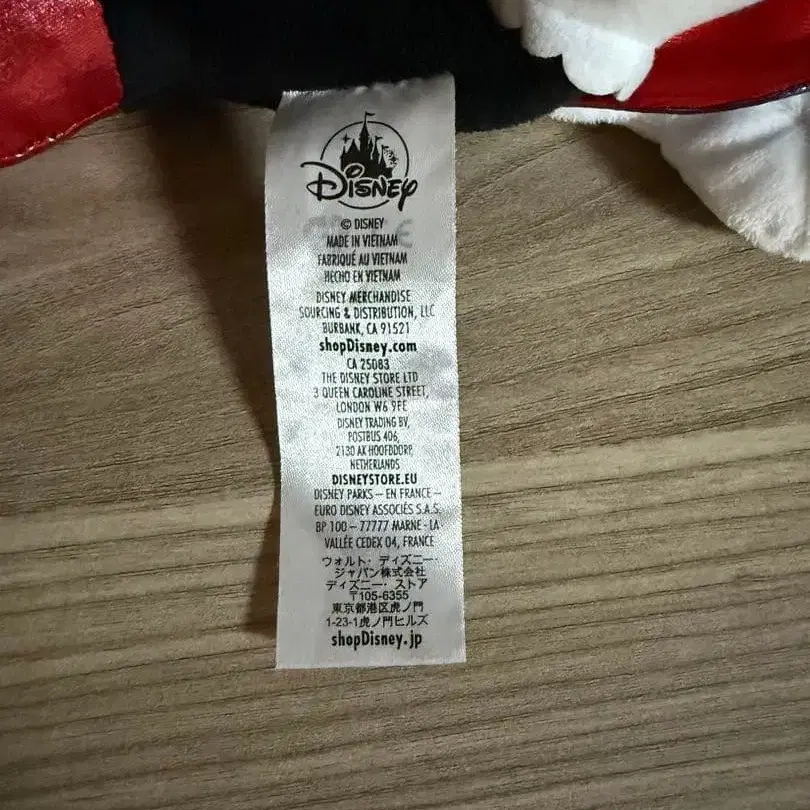 Disney
© DISNEY
MADE IN VIETNAM
FABRIQUÉ AU VIETNAM
HECHO EN VIETNAM
DISNEY MERCHANDISE
SOURCING & DISTRIBUTION, LLC
BURBANK, CA 91521
shopDisney.com
CA 25083
THE DISNEY STORE LTD
3 QUEEN CAROLINE STREET,
LONDON W6 9PE
DISNEY TRADING BV,
POSTBUS 406,
2130 AK HOOFDDORP,
NETHERLANDS
DISNEYSTORE.EU
DISNEY PARKS – EN FRANCE –
EURO DISNEY ASSOCIÉS S.A.S.
BP 100 – 77777 MARNE - LA
VALLÉE CEDEX 04, FRANCE
ウォルト・ディズニー・
ジャパン株式会社
ディズニー・ストア
〒105-6355
東京都港区虎ノ門
1-23-1虎ノ門ヒルズ
shopDisney.jp